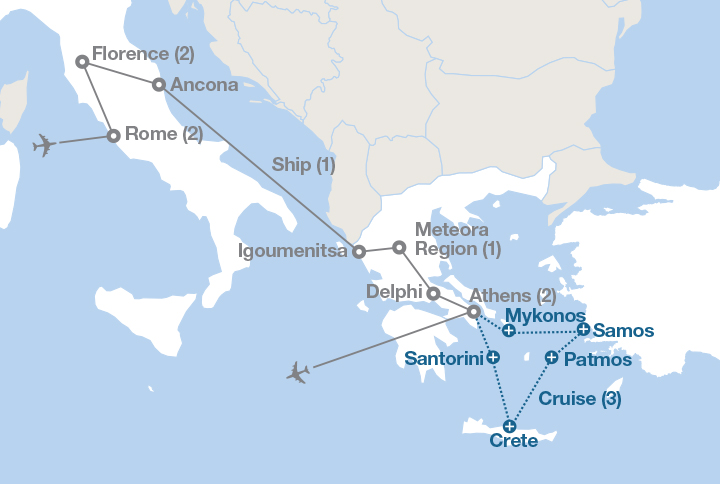 Florence (2)
Ancona
Rome (2)
Ship (1)
Meteora
Region (1)
Igoumenitsa
Delphi
Athens (2)
Mykonos
Samos
Santorini
Patmos
Cruise (3)
Crete